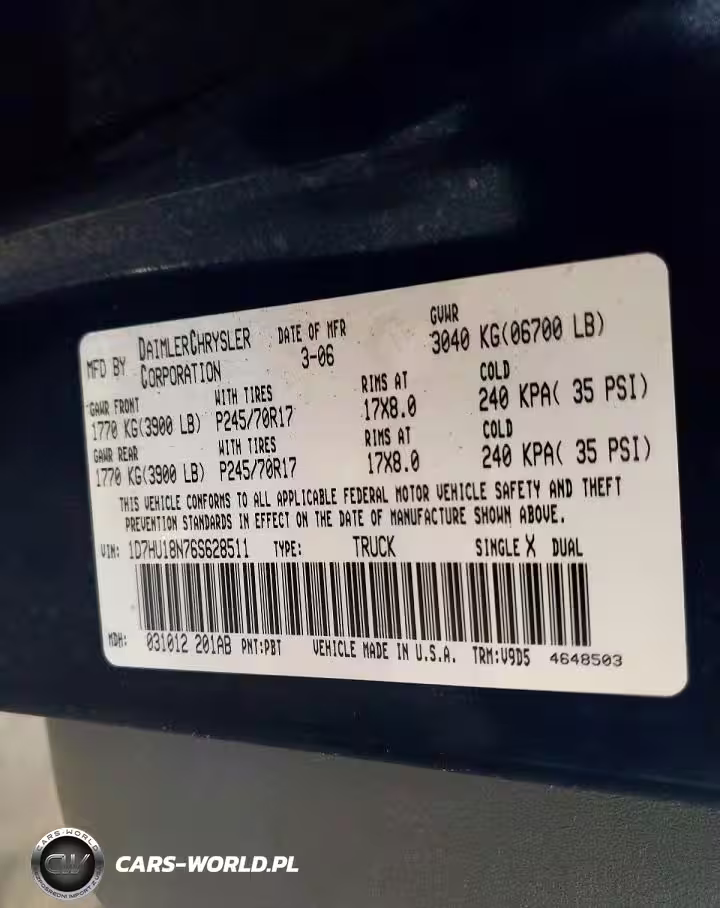 MFD BY DAIMLERCHRYSLER CORPORATION
DATE OF MFR 3-06
GVWR 3040 KG(06700 LB)
GAWR FRONT WITH TIRES RIMS AT COLD
1770 KG(3900 LB) P245/70R17 17X8.0 240 KPA( 35 PSI)
GAWR REAR WITH TIRES RIMS AT COLD
1770 KG(3900 LB) P245/70R17 17X8.0 240 KPA( 35 PSI)
THIS VEHICLE CONFORMS TO ALL APPLICABLE FEDERAL MOTOR VEHICLE SAFETY AND THEFT
PREVENTION STANDARDS IN EFFECT ON THE DATE OF MANUFACTURE SHOWN ABOVE.
VIN: 1D7HU18N76S628511 TYPE: TRUCK SINGLE X DUAL
MDH: 031012 201AB PNT:PBT VEHICLE MADE IN U.S.A. TRM:V9D5 4648503
CARS-WORLD
CW
CARS-WORLD.PL